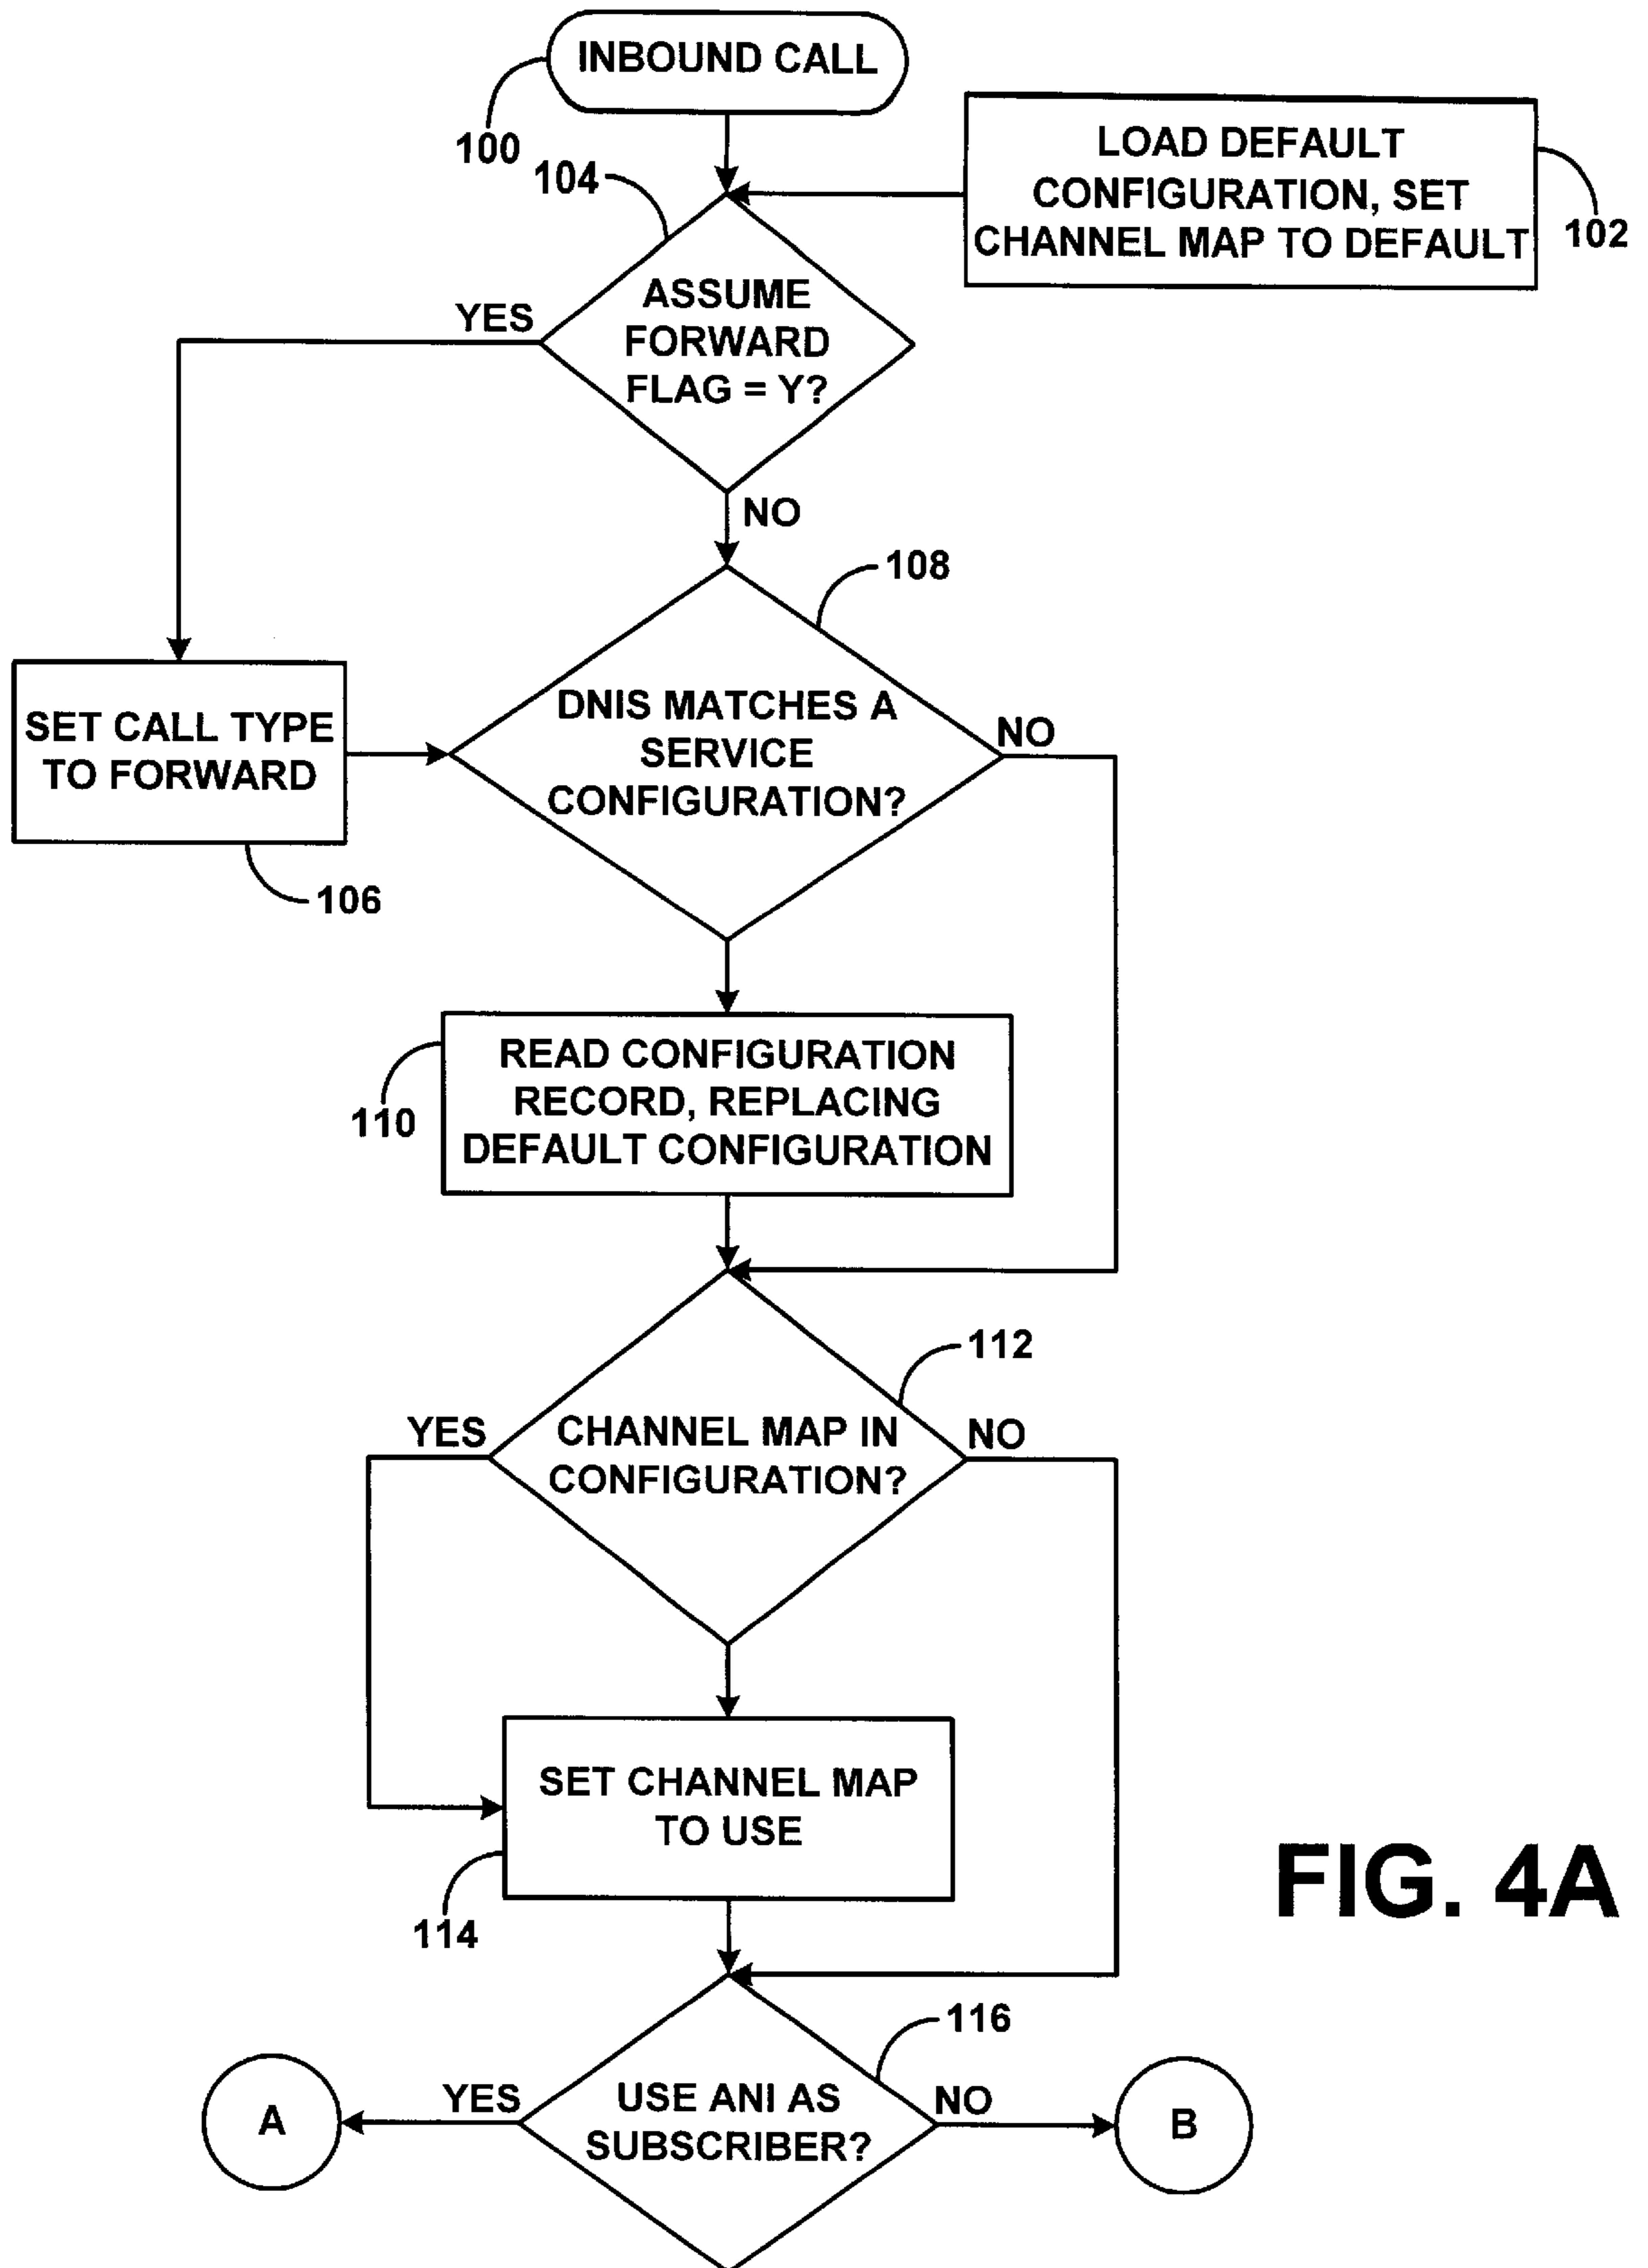 INBOUND CALL
100
LOAD DEFAULT
CONFIGURATION, SET
CHANNEL MAP TO DEFAULT
102
104
ASSUME
FORWARD
FLAG = Y?
YES
NO
108
SET CALL TYPE
TO FORWARD
106
DNIS MATCHES A
SERVICE
CONFIGURATION?
NO
READ CONFIGURATION
RECORD, REPLACING
DEFAULT CONFIGURATION
110
112
YES
CHANNEL MAP IN
CONFIGURATION?
NO
SET CHANNEL MAP
TO USE
114
FIG. 4A
116
A
YES
USE ANI AS
SUBSCRIBER?
NO
B